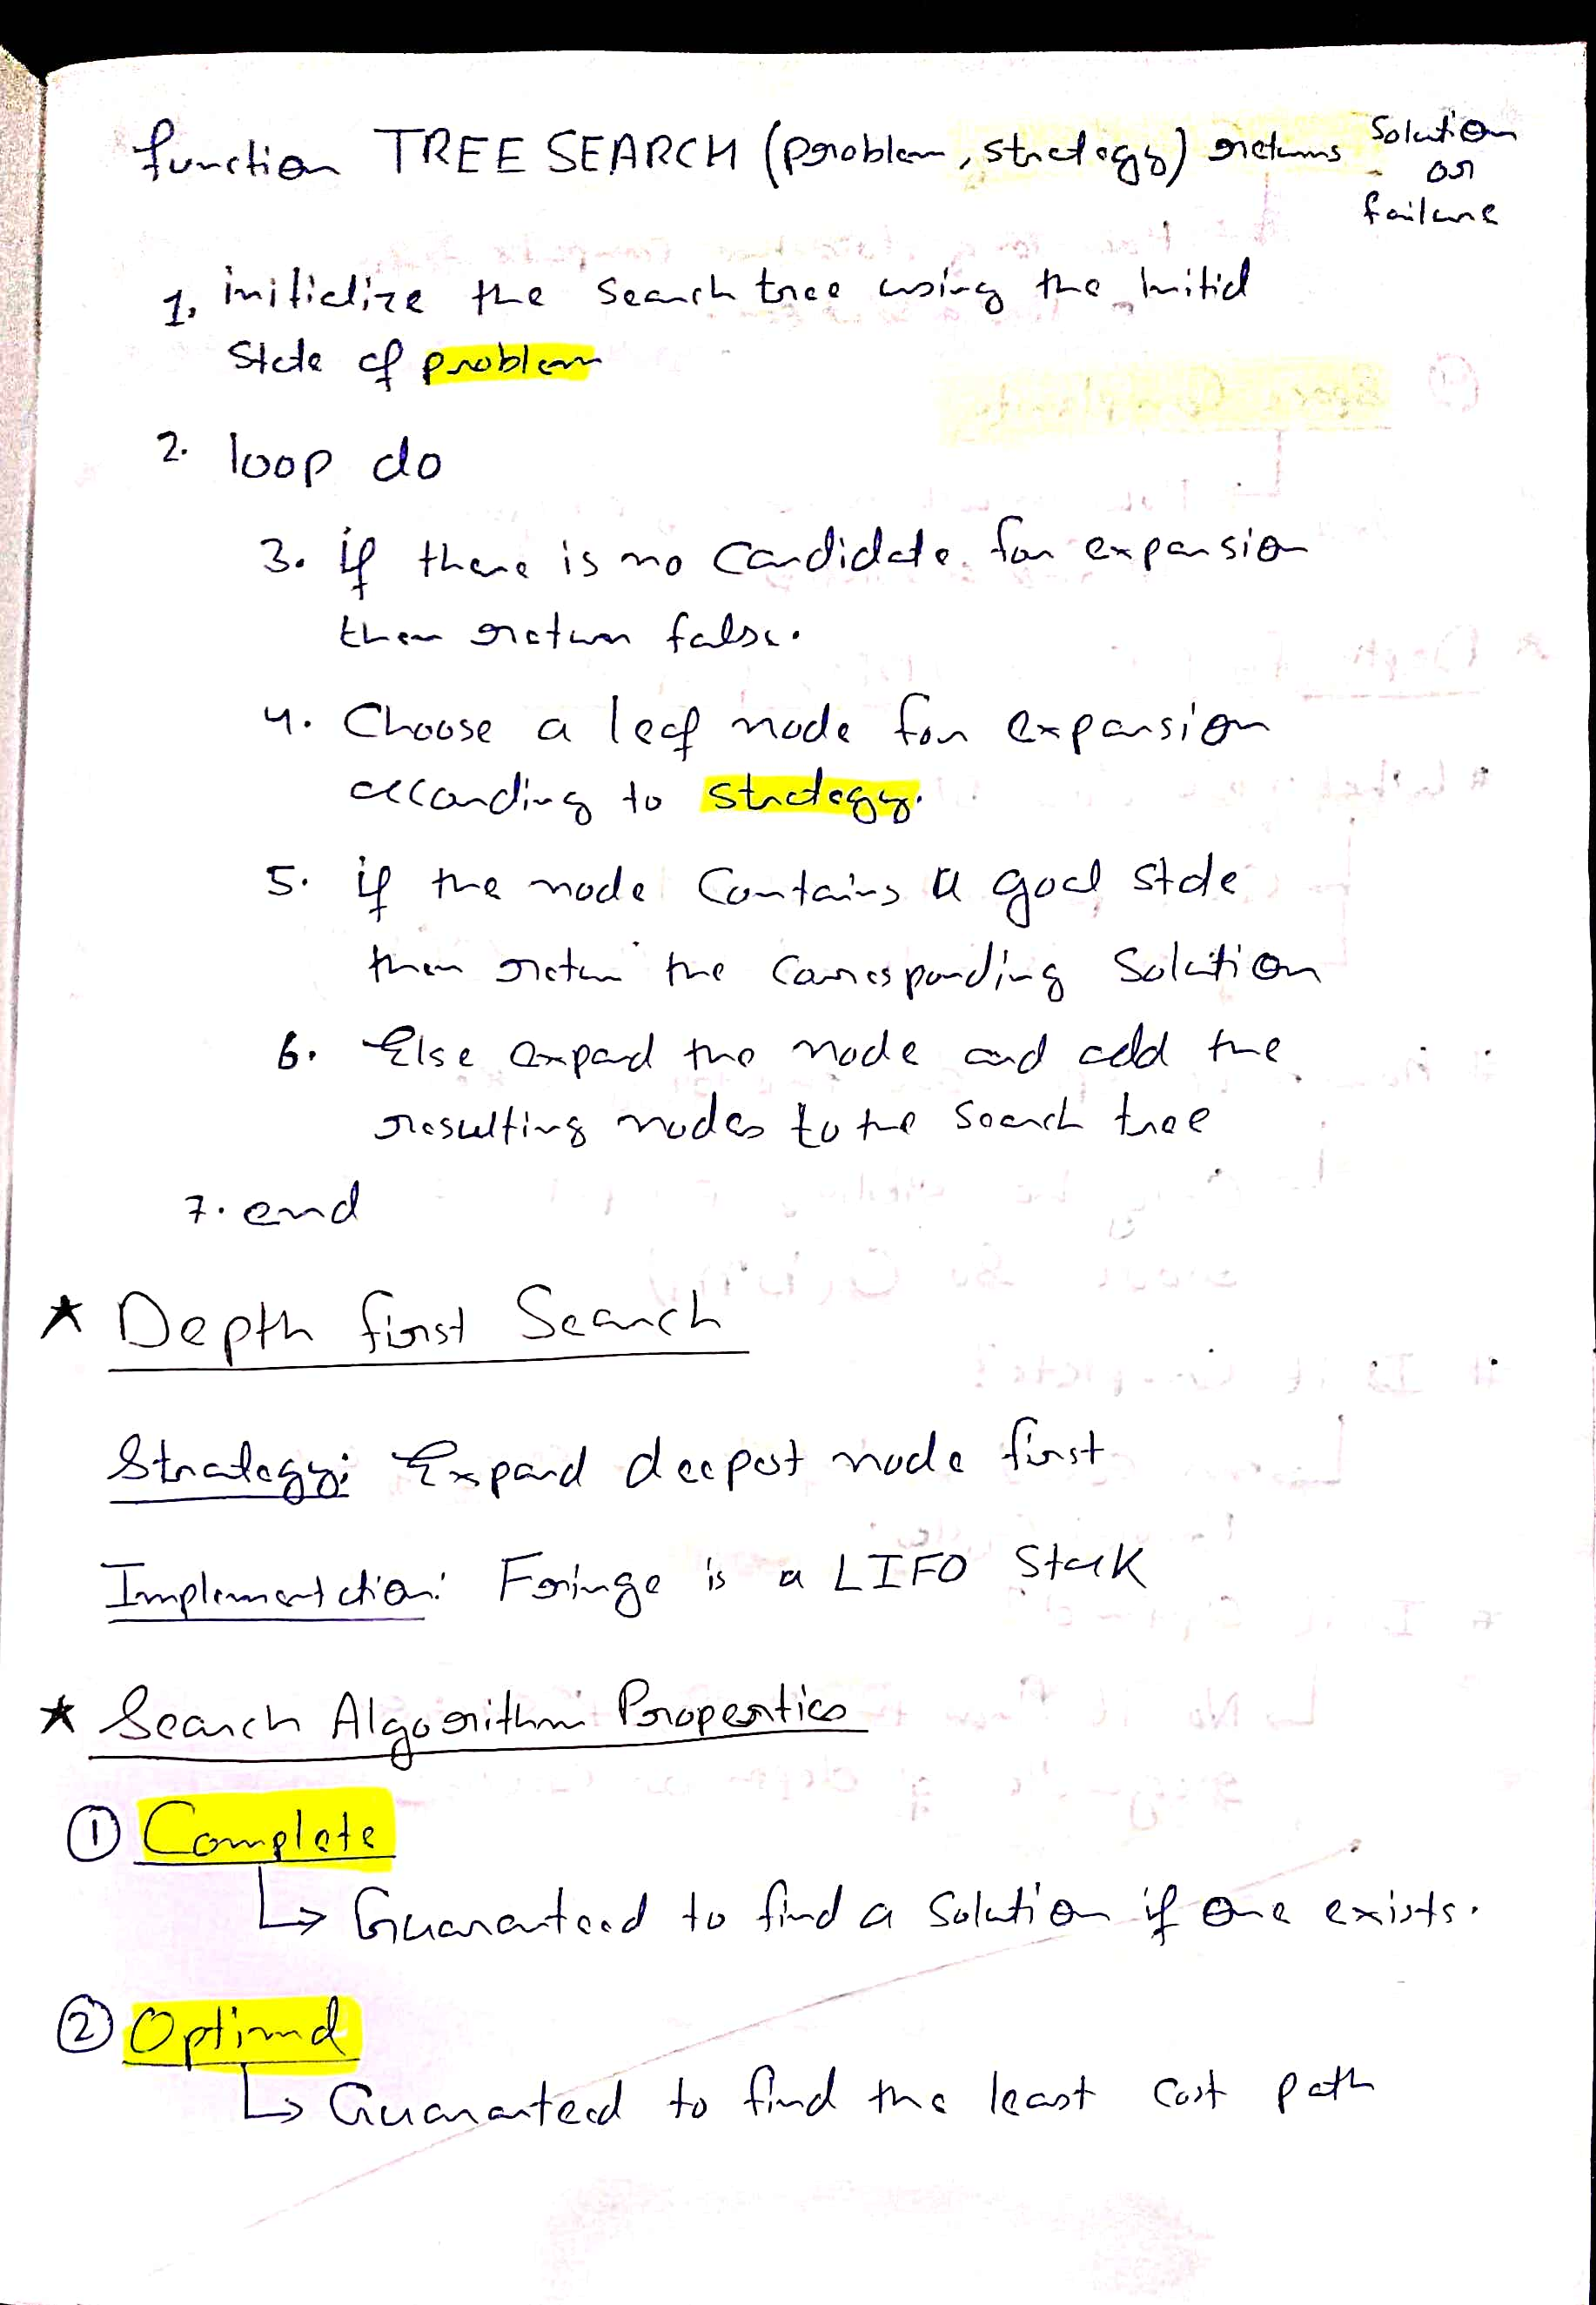 function TREE SEARCH (problem, strategy) returns solution or failure
1. initialize the search tree using the initial
state of problem
2. loop do
3. if there is no candidate for expansion
then return false.
4. Choose a leaf node for expansion
according to strategy.
5. if the node contains a goal state
then return the corresponding solution
6. Else expand the node and add the
resulting nodes to the search tree
7. end
* Depth first Search
Strategy: Expand deepest node first
Implementation: Fringe is a LIFO stack
* Search Algorithm Properties
① Complete
↳ Guaranteed to find a solution if one exists.
② Optimal
↳ Guaranteed to find the least cost path